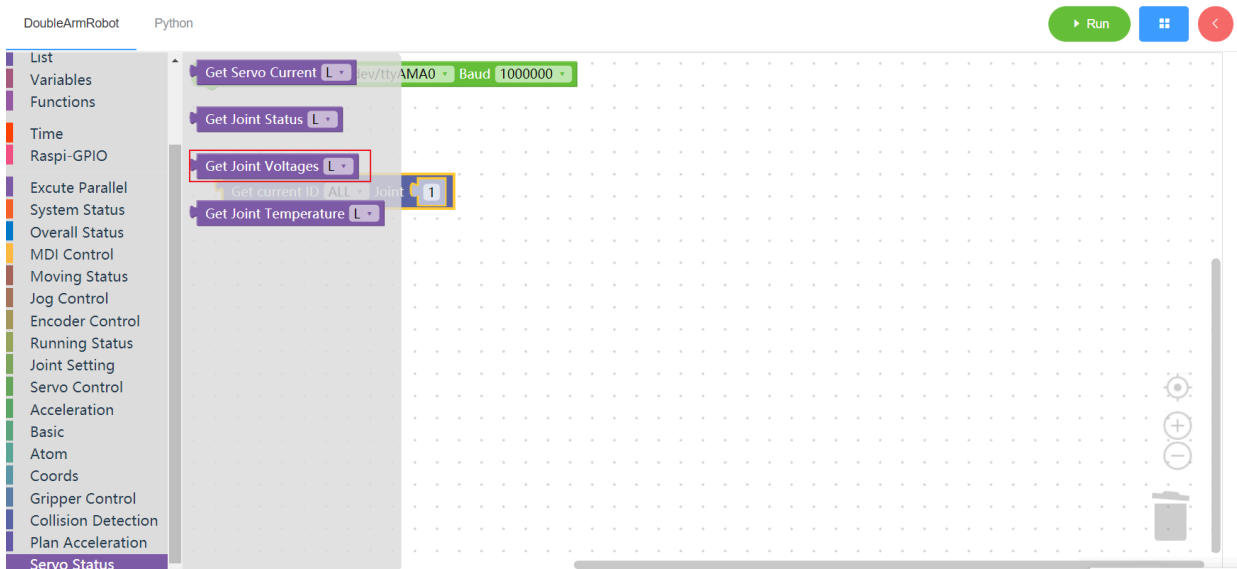 DoubleArmRobot
Python
Run
List
Variables
Functions
Time
Raspi-GPIO
Excute Parallel
System Status
Overall Status
MDI Control
Moving Status
Jog Control
Encoder Control
Running Status
Joint Setting
Servo Control
Acceleration
Basic
Atom
Coords
Gripper Control
Collision Detection
Plan Acceleration
Servo Status
Get Servo Current L
dev/ttyAMA0 Baud 1000000
Get Joint Status L
Get Joint Voltages L
Get current ID ALL Joint 1
Get Joint Temperature L